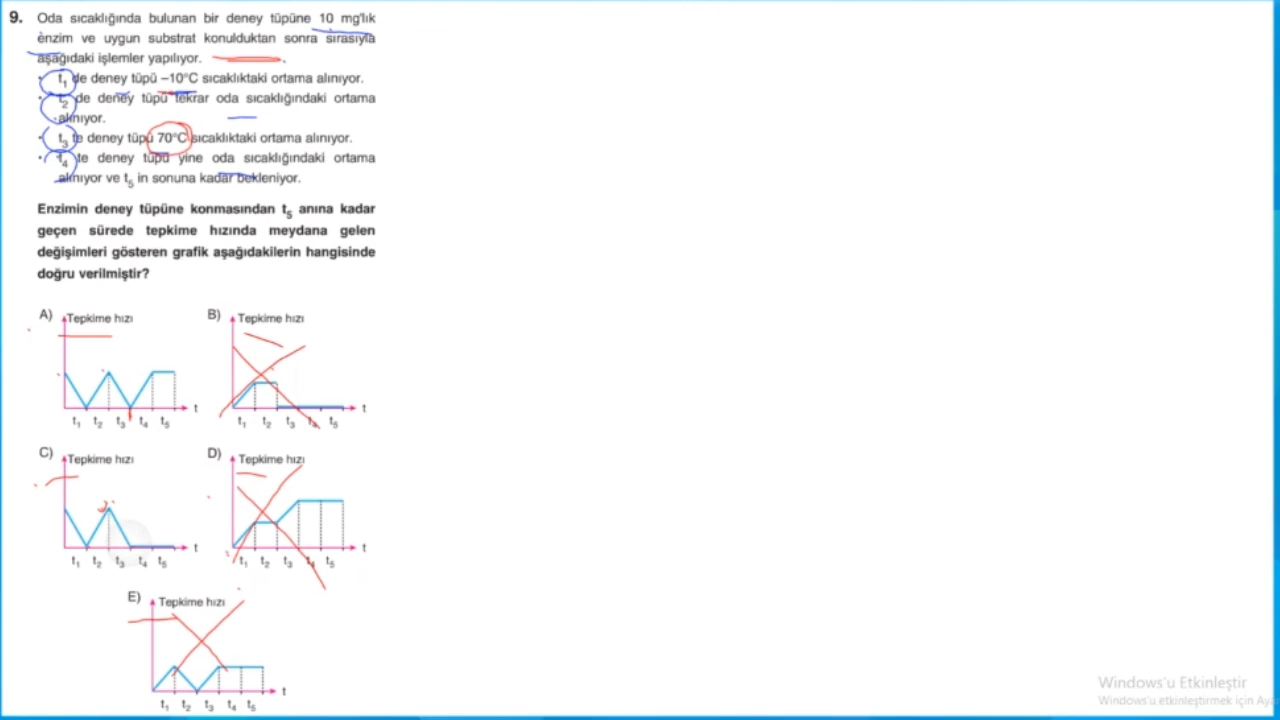 9. Oda sıcaklığında bulunan bir deney tüpüne 10 mg'lık
enzim ve uygun substrat konulduktan sonra sırasıyla
aşağıdaki işlemler yapılıyor.
• t1 de deney tüpü –10°C sıcaklıktaki ortama alınıyor.
• t2 de deney tüpü tekrar oda sıcaklığındaki ortama
alınıyor.
• t3 te deney tüpü 70°C sıcaklıktaki ortama alınıyor.
• t4 te deney tüpü yine oda sıcaklığındaki ortama
alınıyor ve t5 in sonuna kadar bekleniyor.
Enzimin deney tüpüne konmasından t5 anına kadar
geçen sürede tepkime hızında meydana gelen
değişimleri gösteren grafik aşağıdakilerin hangisinde
doğru verilmiştir?
A) Tepkime hızı
t
t1 t2 t3 t4 t5
B) Tepkime hızı
t
t1 t2 t3 t4 t5
C) Tepkime hızı
t
t1 t2 t3 t4 t5
D) Tepkime hızı
t
t1 t2 t3 t4 t5
E) Tepkime hızı
t
t1 t2 t3 t4 t5
Windows'u Etkinleştir
Windows'u etkinleştirmek için Aya